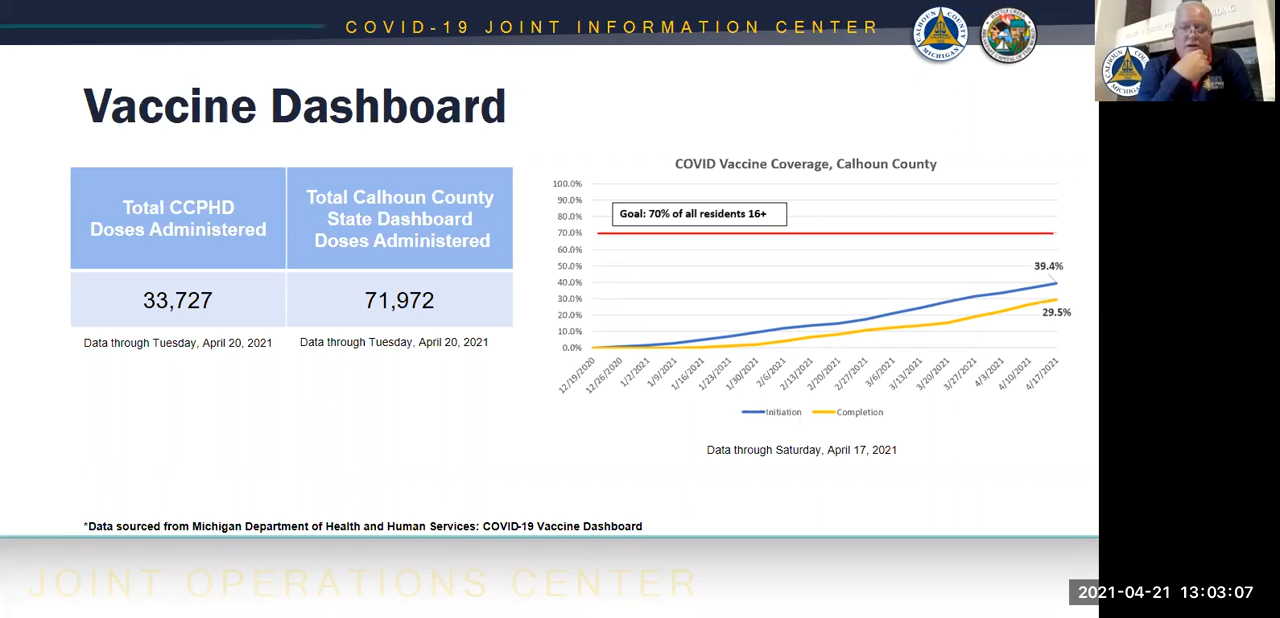 COVID-19 JOINT INFORMATION CENTER
CALHOUN COUNTY
MICHIGAN
Vaccine Dashboard
Total CCPHD
Doses Administered
Total Calhoun County
State Dashboard
Doses Administered
33,727
71,972
Data through Tuesday, April 20, 2021
Data through Tuesday, April 20, 2021
COVID Vaccine Coverage, Calhoun County
100.0%
90.0%
80.0%
70.0%
60.0%
50.0%
40.0%
30.0%
20.0%
10.0%
0.0%
Goal: 70% of all residents 16+
39.4%
29.5%
12/19/2020
12/26/2020
1/2/2021
1/9/2021
1/16/2021
1/23/2021
1/30/2021
2/6/2021
2/13/2021
2/20/2021
2/27/2021
3/6/2021
3/13/2021
3/20/2021
3/27/2021
4/3/2021
4/10/2021
4/17/2021
Initiation
Completion
Data through Saturday, April 17, 2021
*Data sourced from Michigan Department of Health and Human Services: COVID-19 Vaccine Dashboard
JOINT OPERATIONS CENTER
2021-04-21 13:03:07